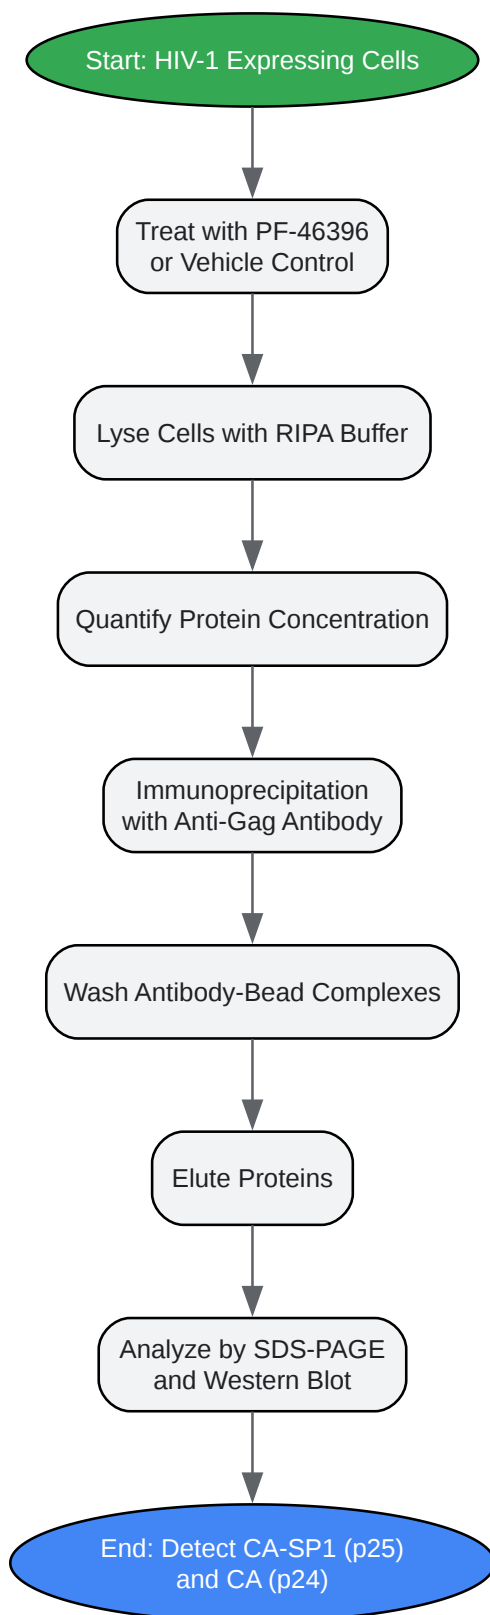 Start: HIV-1 Expressing Cells
Treat with PF-46396
or Vehicle Control
Lyse Cells with RIPA Buffer
Quantify Protein Concentration
Immunoprecipitation
with Anti-Gag Antibody
Wash Antibody-Bead Complexes
Elute Proteins
Analyze by SDS-PAGE
and Western Blot
End: Detect CA-SP1 (p25)
and CA (p24)